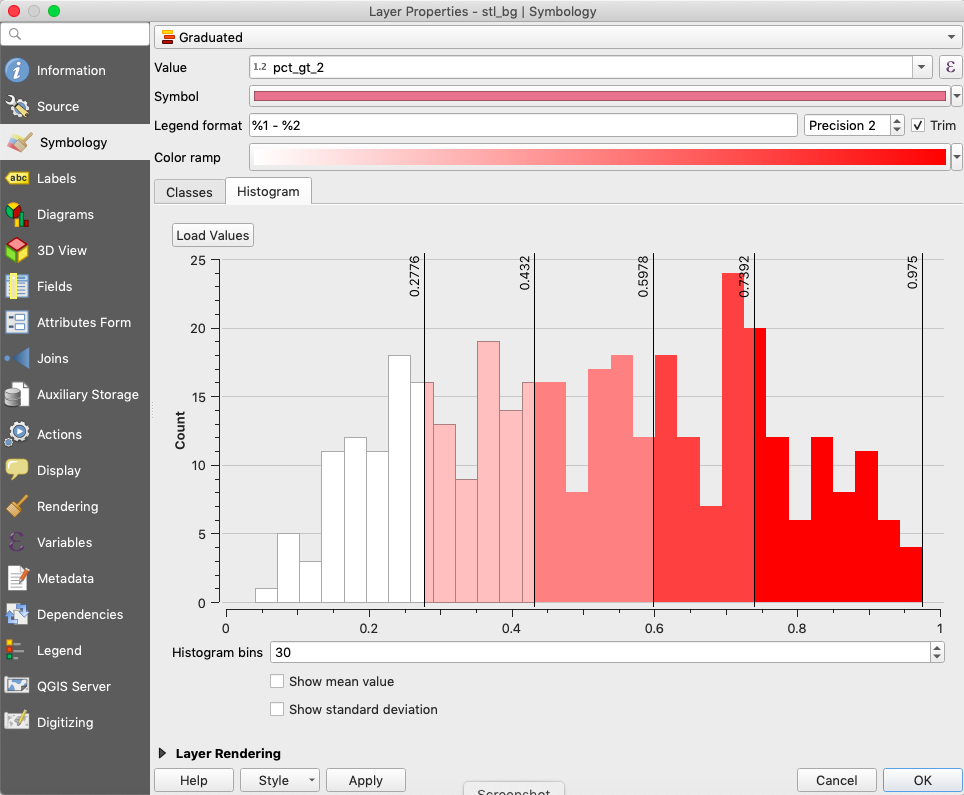 Layer Properties - stl_bg | Symbology
Information
Source
Symbology
abc Labels
Diagrams
3D View
Fields
Attributes Form
Joins
Auxiliary Storage
Actions
Display
Rendering
Variables
Metadata
Dependencies
Legend
QGIS Server
Digitizing
Graduated
Value 1.2 pct_gt_2 ε
Symbol
Legend format %1 - %2 Precision 2 Trim
Color ramp
Classes Histogram
Load Values
0.2776 0.432 0.5978 0.7392 0.975
25
20
15
10
5
0
Count
0 0.2 0.4 0.6 0.8 1
Histogram bins 30
Show mean value
Show standard deviation
Layer Rendering
Help Style Apply Cancel OK
Screenshot